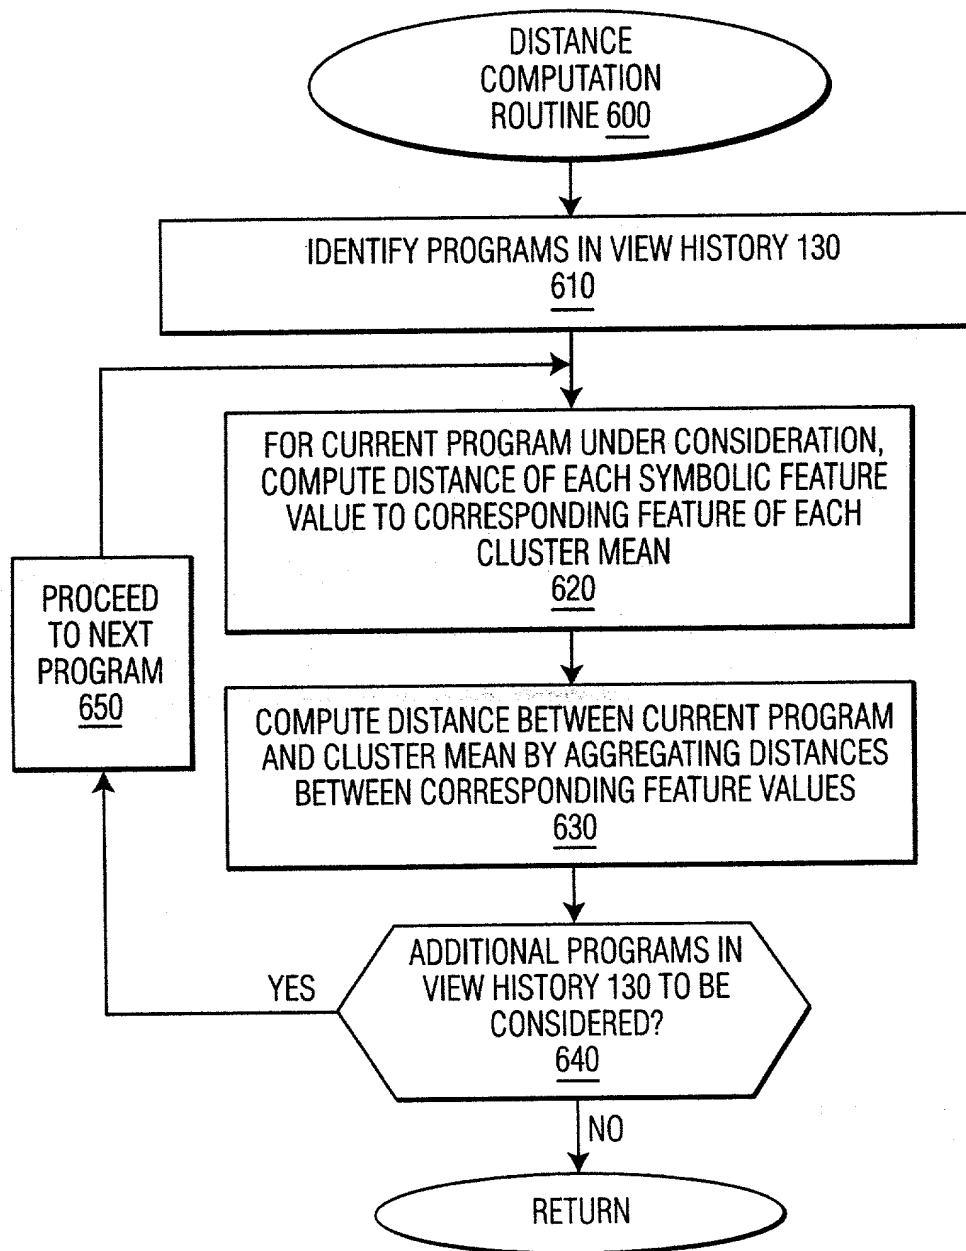 DISTANCE
COMPUTATION
ROUTINE 600
IDENTIFY PROGRAMS IN VIEW HISTORY 130
610
FOR CURRENT PROGRAM UNDER CONSIDERATION,
COMPUTE DISTANCE OF EACH SYMBOLIC FEATURE
VALUE TO CORRESPONDING FEATURE OF EACH
CLUSTER MEAN
620
PROCEED
TO NEXT
PROGRAM
650
COMPUTE DISTANCE BETWEEN CURRENT PROGRAM
AND CLUSTER MEAN BY AGGREGATING DISTANCES
BETWEEN CORRESPONDING FEATURE VALUES
630
YES
ADDITIONAL PROGRAMS IN
VIEW HISTORY 130 TO BE
CONSIDERED?
640
NO
RETURN